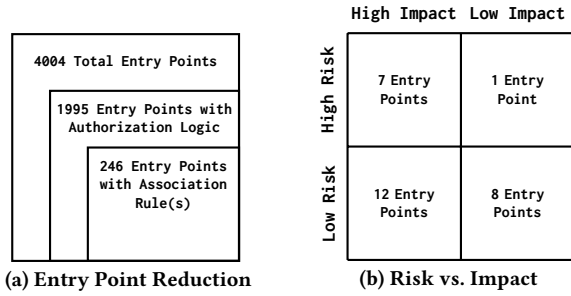 4004 Total Entry Points
1995 Entry Points with
Authorization Logic
246 Entry Points
with Association
Rule(s)
(a) Entry Point Reduction
High Impact Low Impact
High Risk
7 Entry
Points
1 Entry
Point
Low Risk
12 Entry
Points
8 Entry
Points
(b) Risk vs. Impact